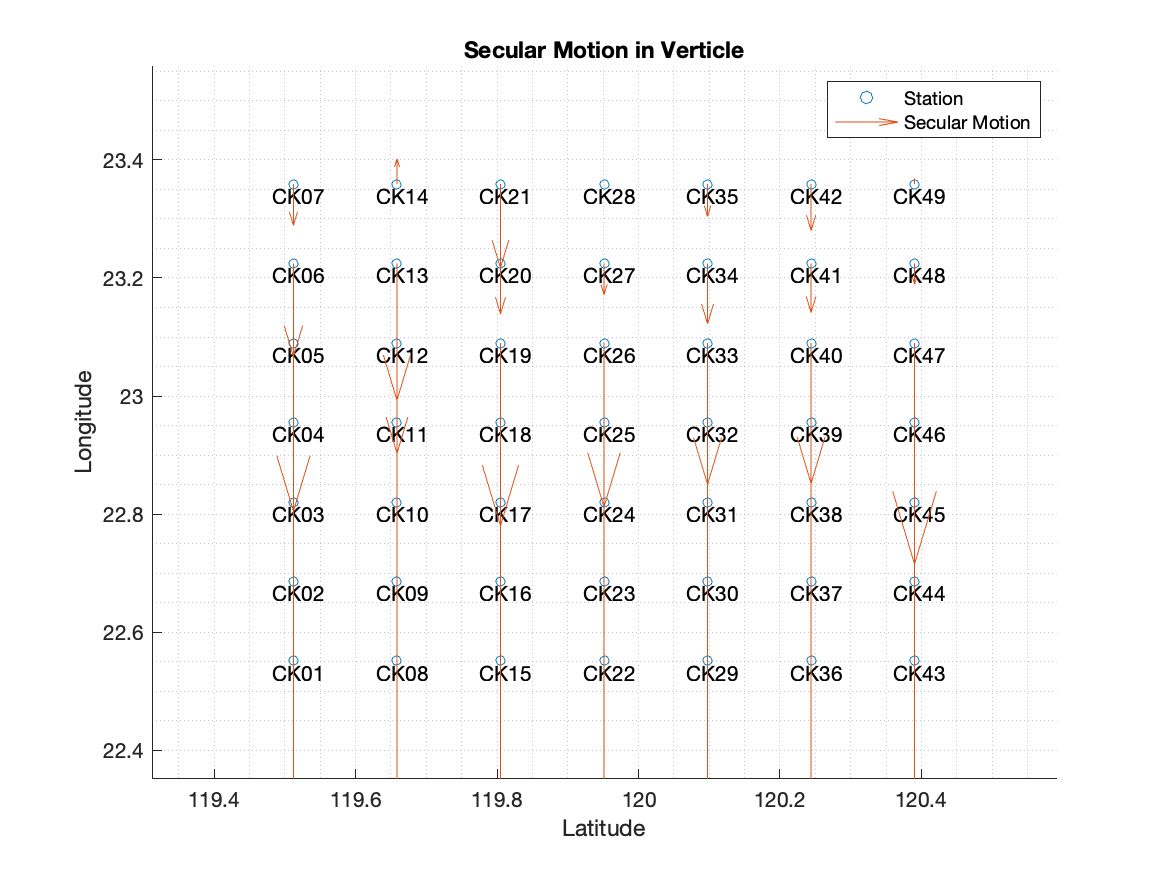 Secular Motion in Verticle
Station
Secular Motion
23.4
CK07 CK14 CK21 CK28 CK35 CK42 CK49
23.2
CK06 CK13 CK20 CK27 CK34 CK41 CK48
CK05 CK12 CK19 CK26 CK33 CK40 CK47
23
CK04 CK11 CK18 CK25 CK32 CK39 CK46
22.8
CK03 CK10 CK17 CK24 CK31 CK38 CK45
CK02 CK09 CK16 CK23 CK30 CK37 CK44
22.6
CK01 CK08 CK15 CK22 CK29 CK36 CK43
22.4
Longitude
119.4 119.6 119.8 120 120.2 120.4
Latitude